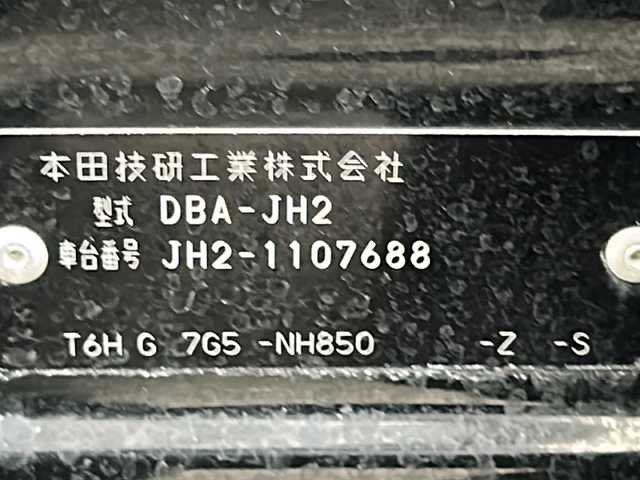 本田技研工業株式会社
型式 DBA-JH2
車台番号 JH2-1107688
T6H G 7G5 -NH850 -Z -S